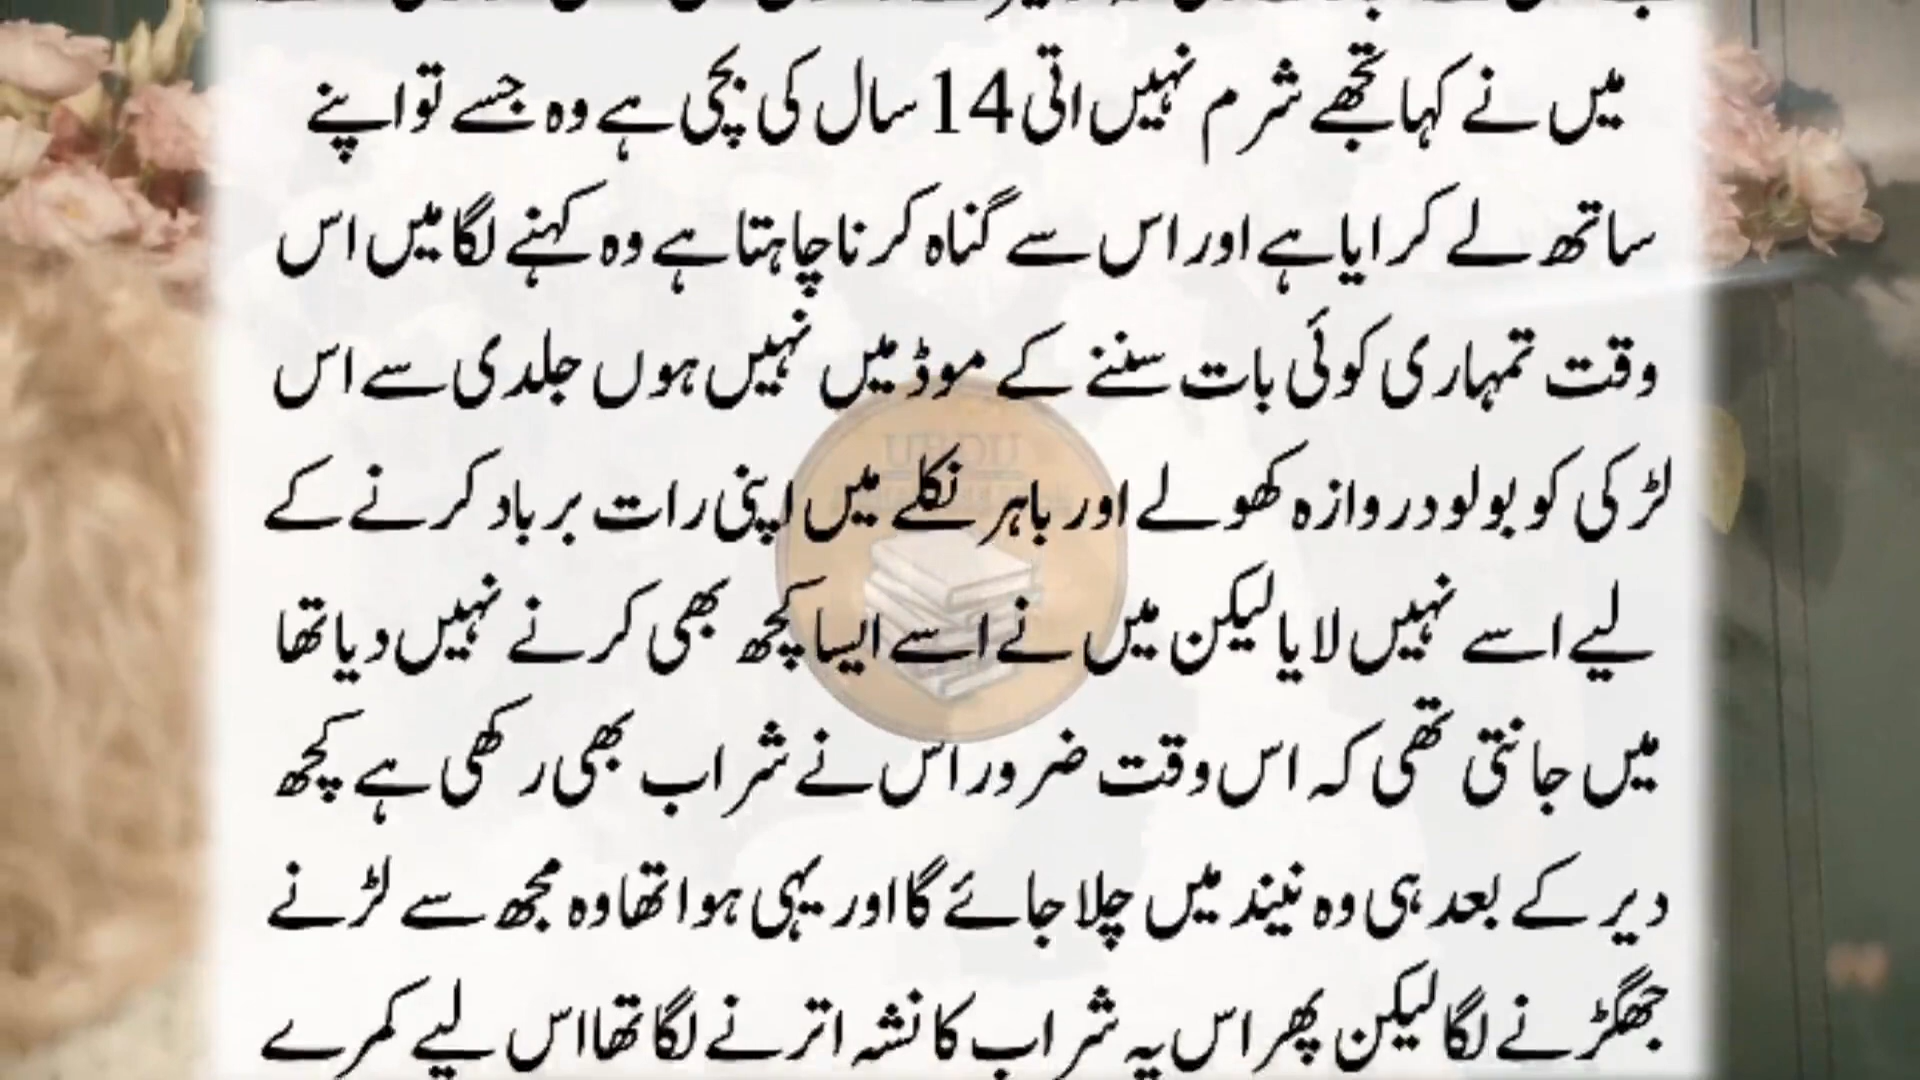 میں نے کہا تجھے شرم نہیں اتی 14 سال کی بچی ہے وہ جسے تو اپنے
ساتھ لے کر ایا ہے اور اس سے گناہ کرنا چاہتا ہے وہ کہنے لگا میں اس
وقت تمہاری کوئی بات سننے کے موڈ میں نہیں ہوں جلدی سے اس
لڑکی کو بولو دروازہ کھولے اور باہر نکلے میں اپنی رات برباد کرنے کے
لیے اسے نہیں لایا لیکن میں نے اسے ایسا کچھ بھی کرنے نہیں دیا تھا
میں جانتی تھی کہ اس وقت ضرور اس نے شراب بھی رکھی ہے کچھ
دیر کے بعد ہی وہ نیند میں چلا جائے گا اور یہی ہوا تھا وہ مجھ سے لڑنے
جھگڑنے لگا لیکن پھر اس پہ شراب کا نشہ اترنے لگا تھا اس لیے کمرے
URDU